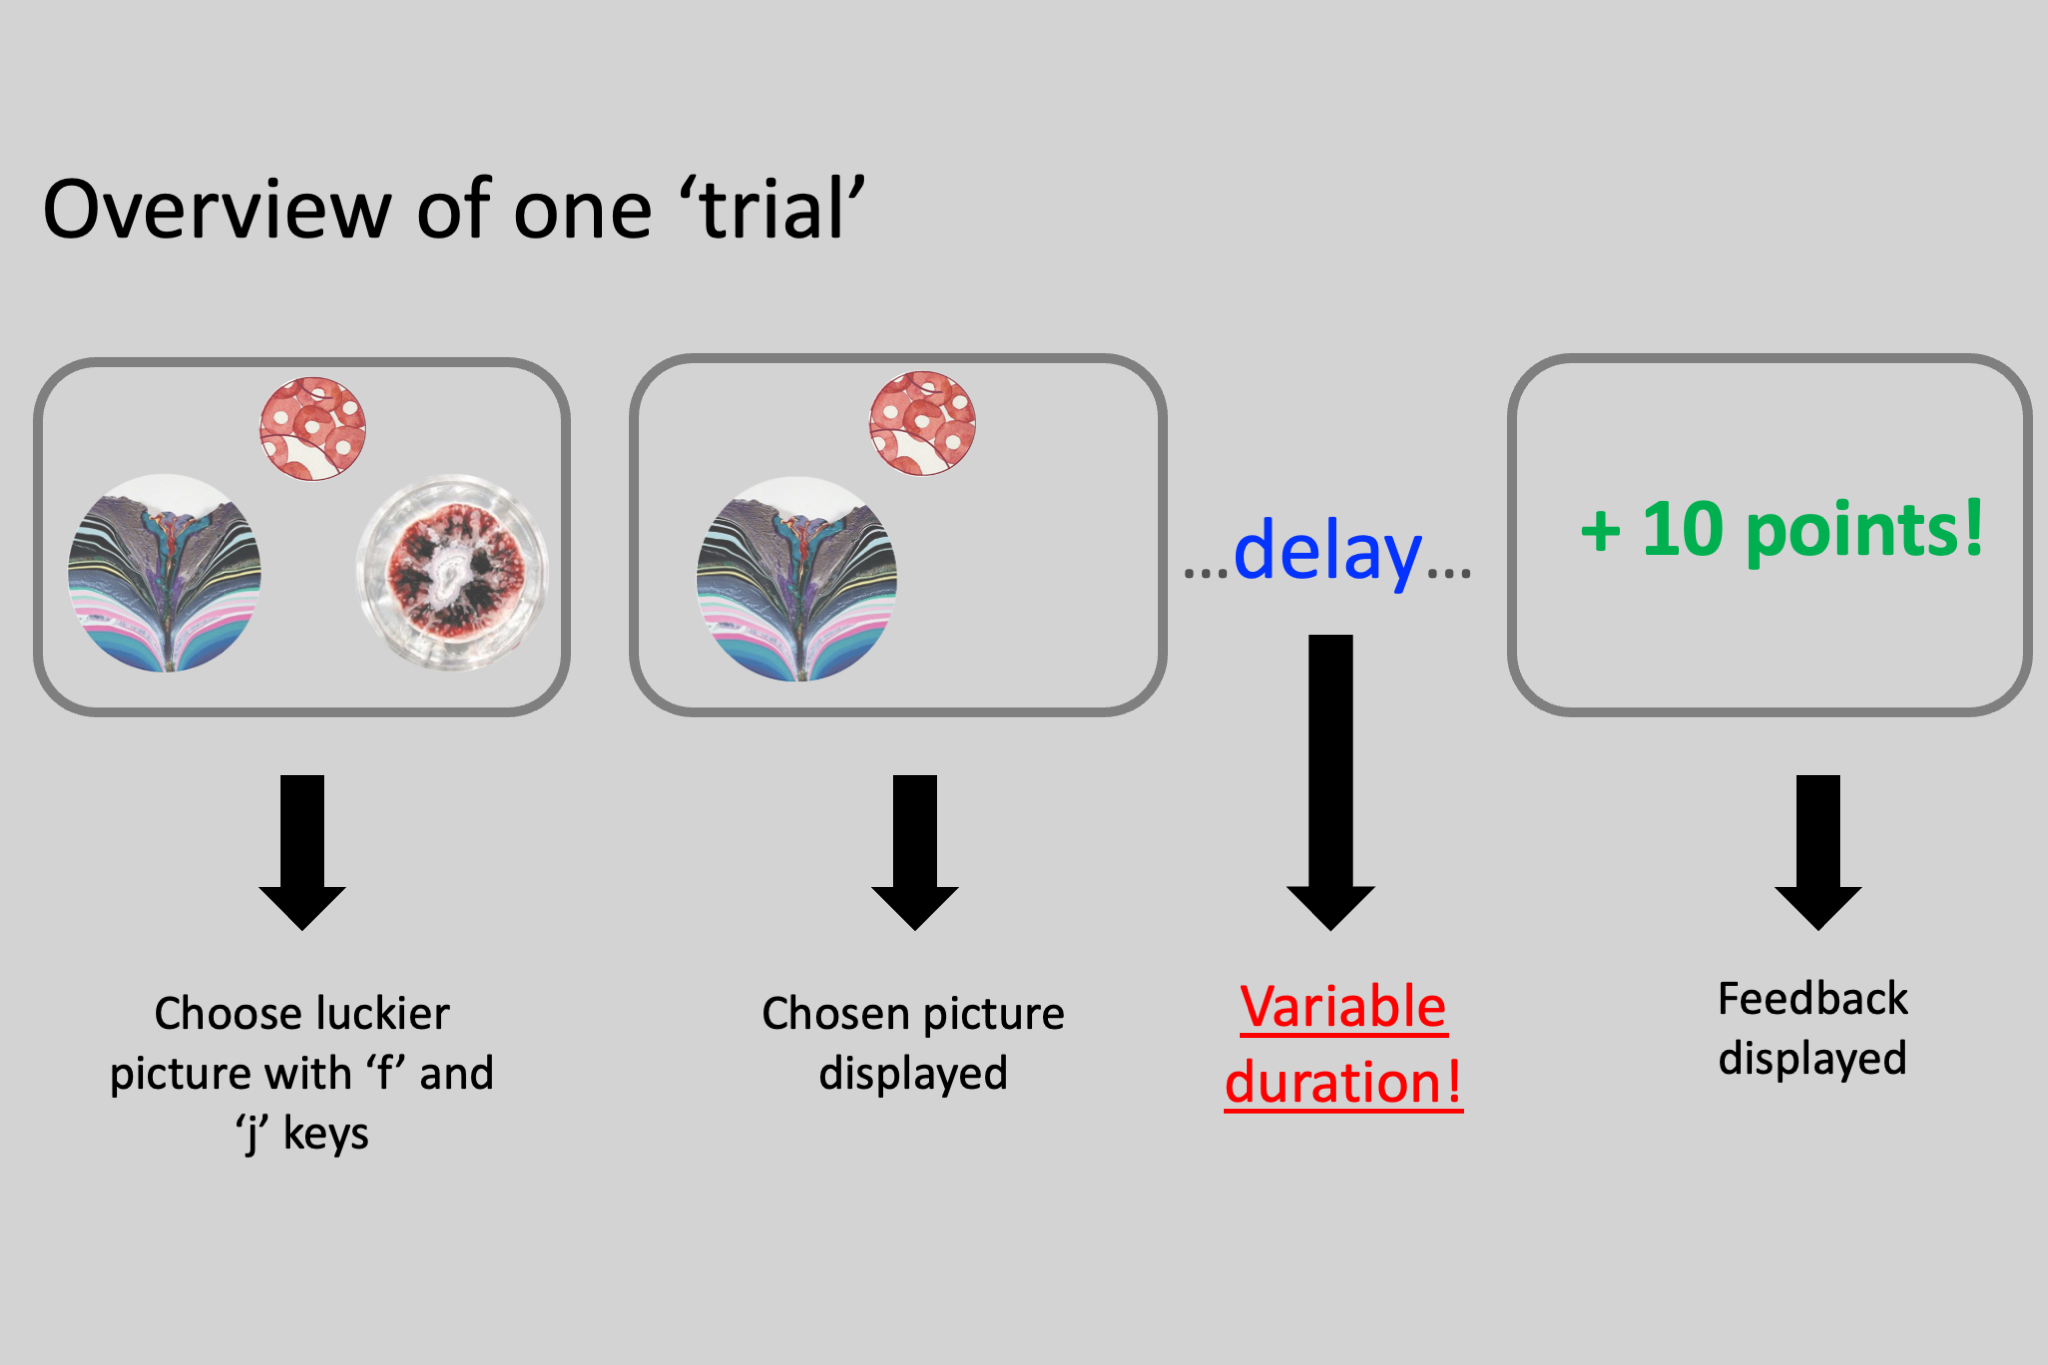 Overview of one ‘trial’
...delay...
+ 10 points!
Choose luckier
picture with ‘f’ and
‘j’ keys
Chosen picture
displayed
Variable
duration!
Feedback
displayed